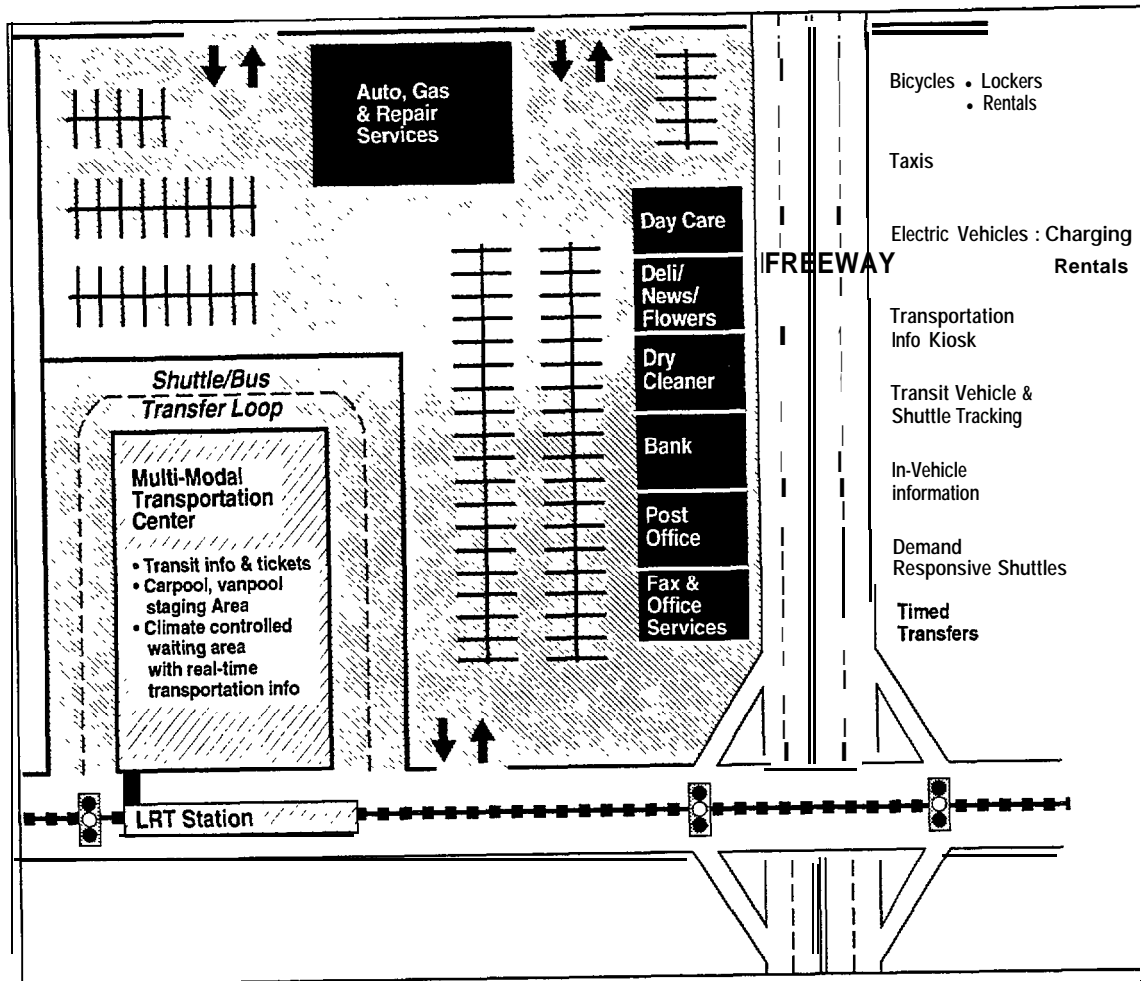 Auto, Gas
& Repair
Services
Day Care
Deli/
News/
Flowers
Dry
Cleaner
Bank
Post
Office
Fax &
Office
Services
Shuttle/Bus
Transfer Loop
Multi-Modal
Transportation
Center
• Transit info & tickets
• Carpool, vanpool
staging Area
• Climate controlled
waiting area
with real-time
transportation info
LRT Station
FREEWAY
Bicycles • Lockers
• Rentals
Taxis
Electric Vehicles : Charging
Rentals
Transportation
Info Kiosk
Transit Vehicle &
Shuttle Tracking
In-Vehicle
information
Demand
Responsive Shuttles
Timed
Transfers